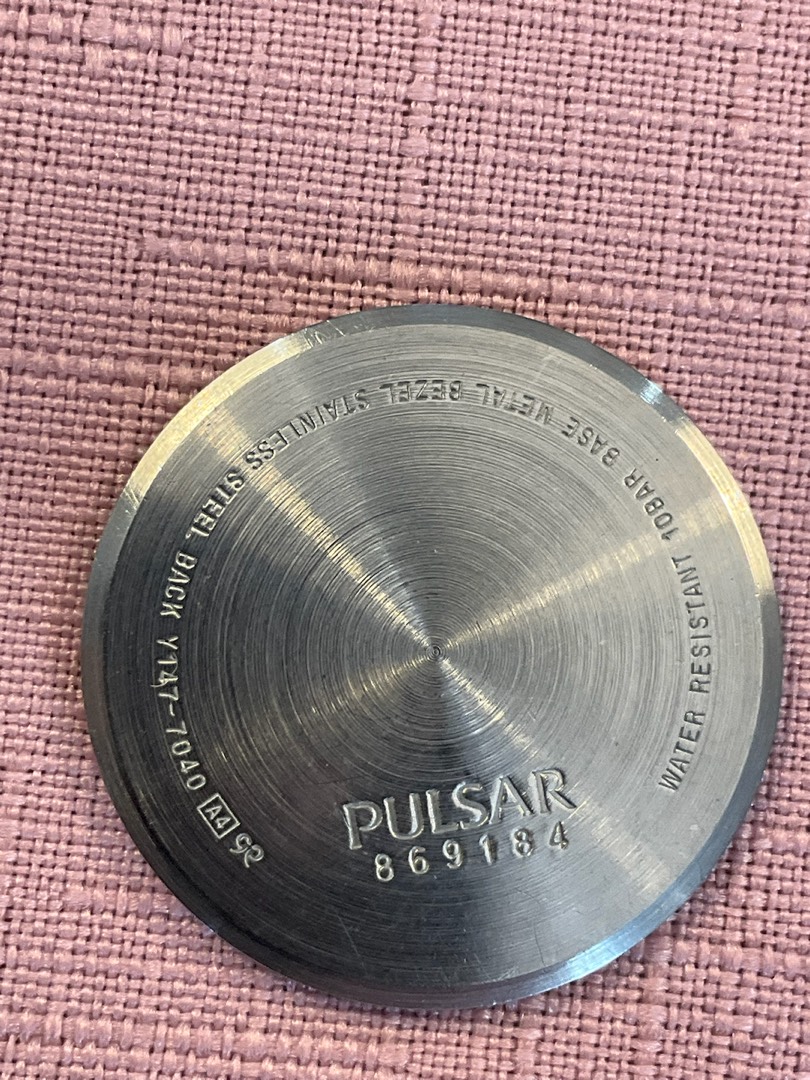 PULSAR
869184
WATER RESISTANT 10BAR BASE METAL BEZEL STAINLESS STEEL BACK Y147-7040 A4